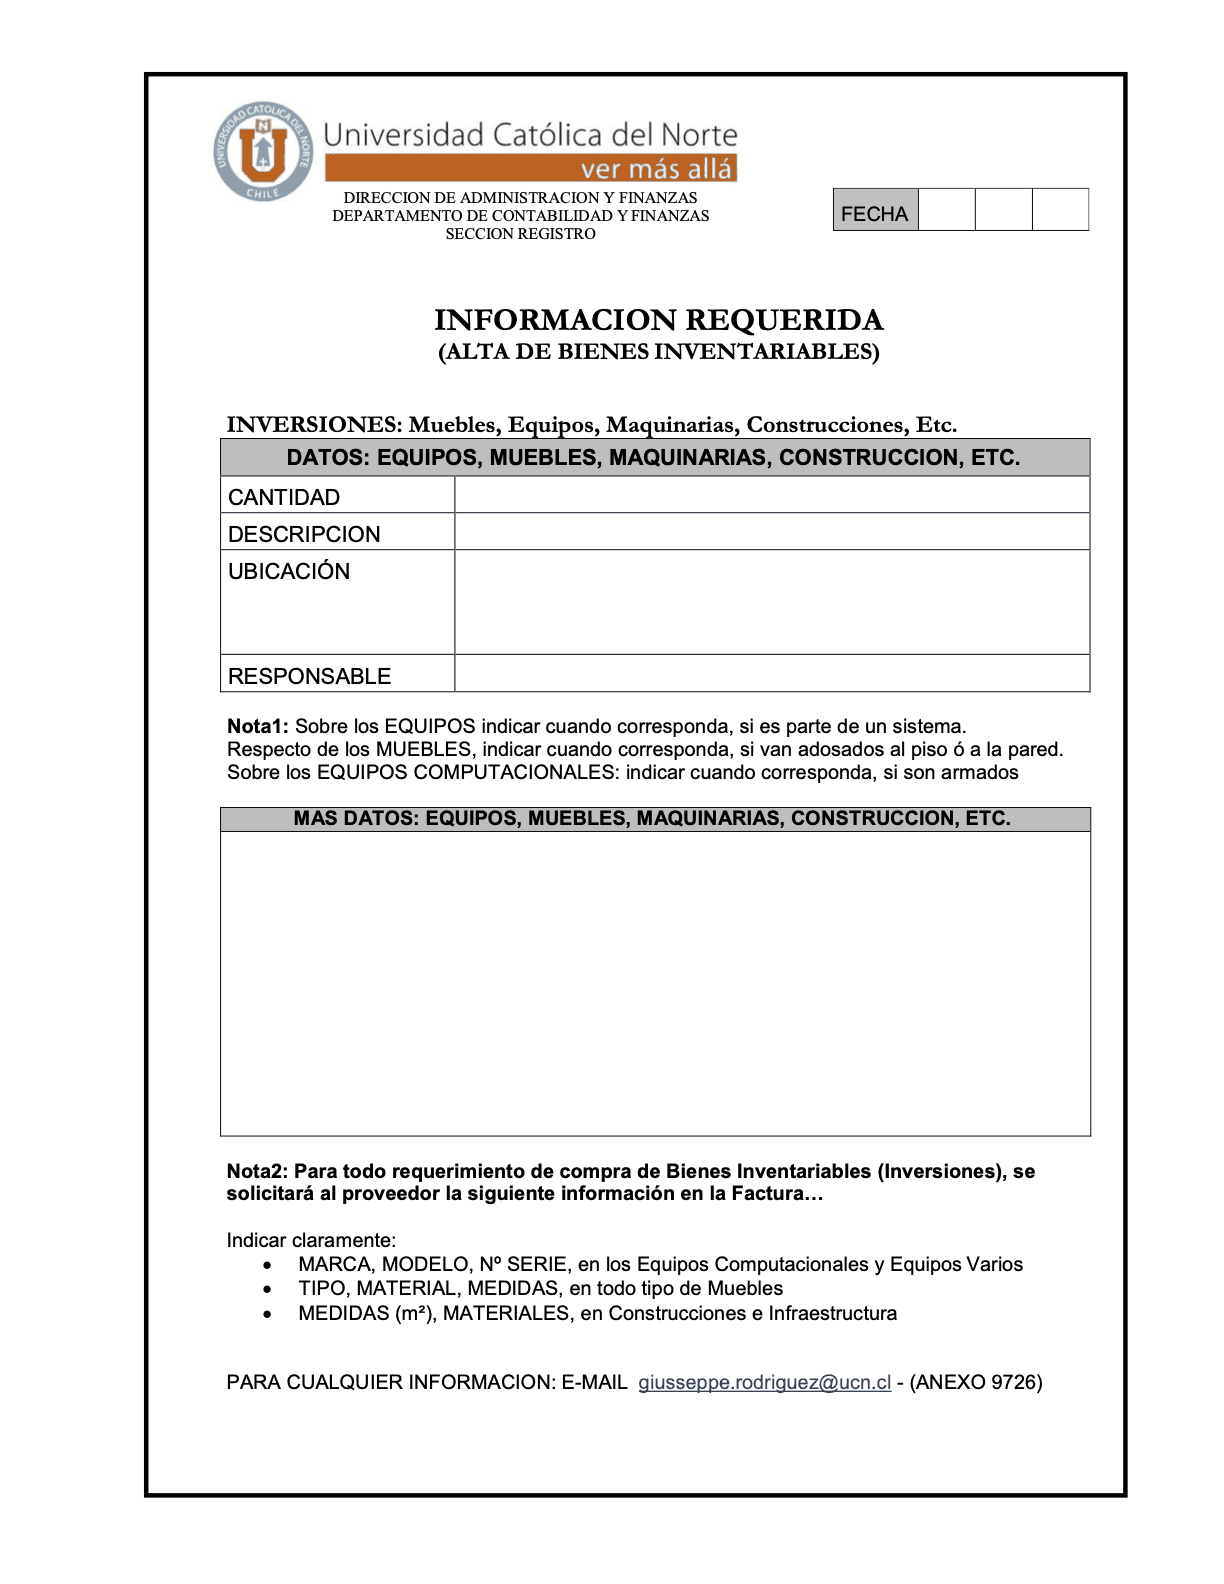 UNIVERSIDAD CATOLICA DEL NORTE
N
CHILE
Universidad Católica del Norte
ver más allá
DIRECCION DE ADMINISTRACION Y FINANZAS
DEPARTAMENTO DE CONTABILIDAD Y FINANZAS
SECCION REGISTRO
FECHA
INFORMACION REQUERIDA
(ALTA DE BIENES INVENTARIABLES)
INVERSIONES: Muebles, Equipos, Maquinarias, Construcciones, Etc.
DATOS: EQUIPOS, MUEBLES, MAQUINARIAS, CONSTRUCCION, ETC.
CANTIDAD
DESCRIPCION
UBICACIÓN
RESPONSABLE
Nota1: Sobre los EQUIPOS indicar cuando corresponda, si es parte de un sistema.
Respecto de los MUEBLES, indicar cuando corresponda, si van adosados al piso ó a la pared.
Sobre los EQUIPOS COMPUTACIONALES: indicar cuando corresponda, si son armados
MAS DATOS: EQUIPOS, MUEBLES, MAQUINARIAS, CONSTRUCCION, ETC.
Nota2: Para todo requerimiento de compra de Bienes Inventariables (Inversiones), se
solicitará al proveedor la siguiente información en la Factura…
Indicar claramente:
• MARCA, MODELO, Nº SERIE, en los Equipos Computacionales y Equipos Varios
• TIPO, MATERIAL, MEDIDAS, en todo tipo de Muebles
• MEDIDAS (m²), MATERIALES, en Construcciones e Infraestructura
PARA CUALQUIER INFORMACION: E-MAIL giusseppe.rodriguez@ucn.cl - (ANEXO 9726)